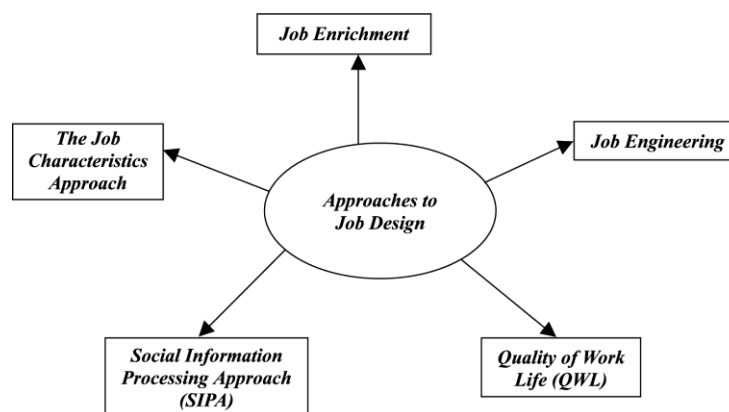 Job Enrichment
The Job
Characteristics
Approach
Job Engineering
Approaches to
Job Design
Social Information
Processing Approach
(SIPA)
Quality of Work
Life (QWL)